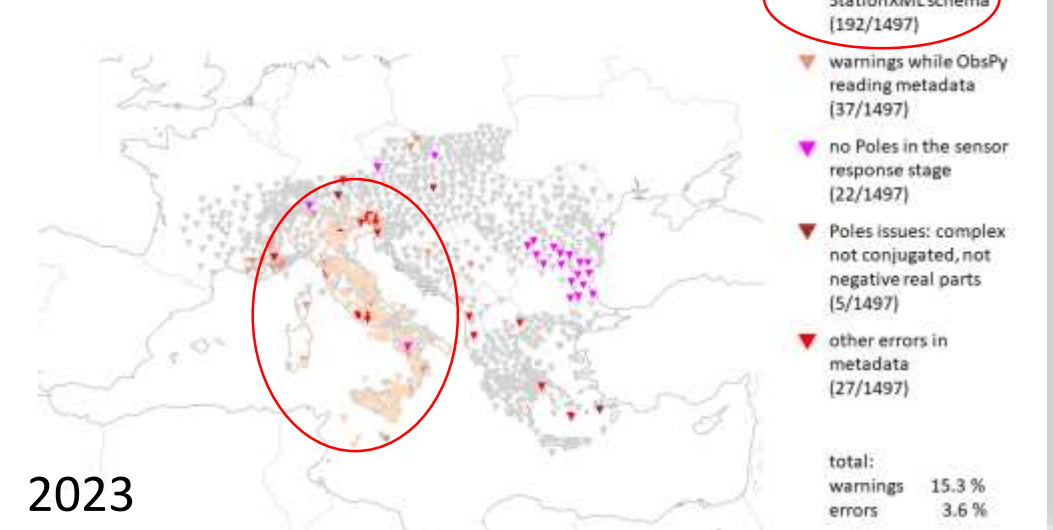 StationXML schema
(192/1497)
warnings while ObsPy
reading metadata
(37/1497)
no Poles in the sensor
response stage
(22/1497)
Poles issues: complex
not conjugated, not
negative real parts
(5/1497)
other errors in
metadata
(27/1497)
total:
warnings 15.3 %
errors 3.6 %
2023